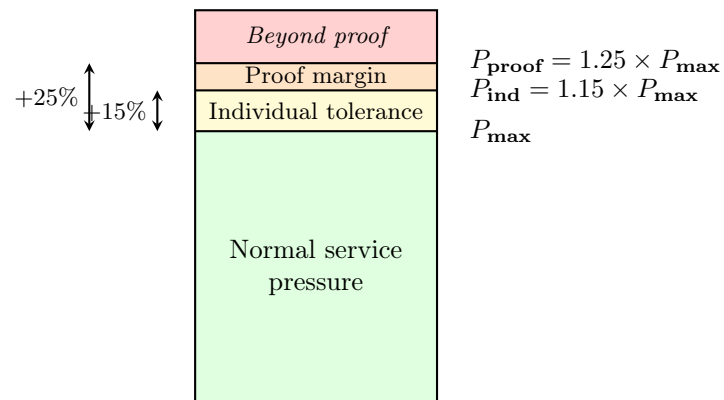 Beyond proof
Proof margin
Individual tolerance
Normal service
pressure
+25%
+15%
P_proof = 1.25 × P_max
P_ind = 1.15 × P_max
P_max